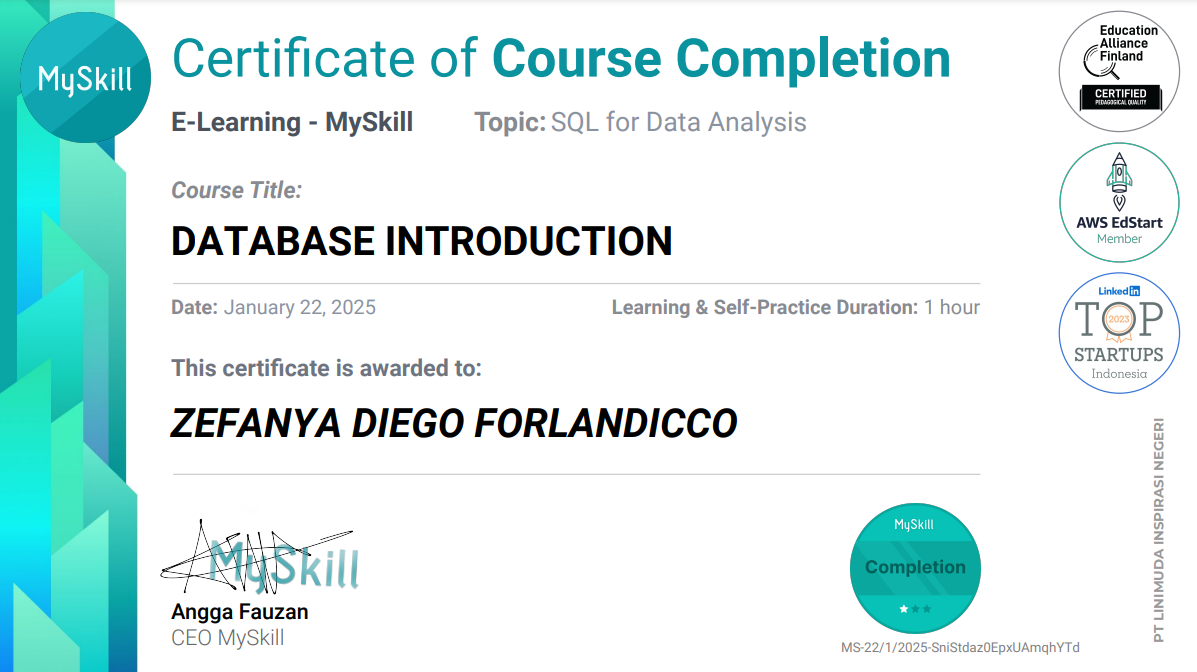 MySkill
Certificate of Course Completion
E-Learning - MySkill
Topic: SQL for Data Analysis
Course Title:
DATABASE INTRODUCTION
Date: January 22, 2025
Learning & Self-Practice Duration: 1 hour
This certificate is awarded to:
ZEFANYA DIEGO FORLANDICCO
MySkill
Angga Fauzan
CEO MySkill
MySkill
Completion
MS-22/1/2025-SniStdaz0EpxUAmqhYTd
Education
Alliance
Finland
CERTIFIED
PEDAGOGICAL QUALITY
AWS EdStart
Member
Linked in
TOP
2023
STARTUPS
Indonesia
PT LINIMUDA INSPIRASI NEGERI